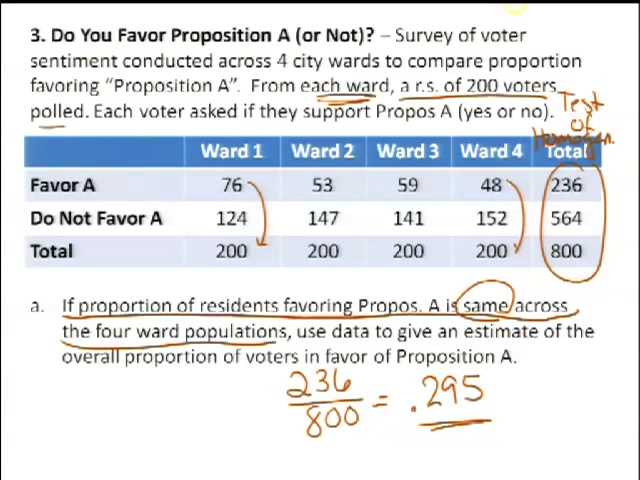 3. Do You Favor Proposition A (or Not)? – Survey of voter
sentiment conducted across 4 city wards to compare proportion
favoring “Proposition A”. From each ward, a r.s. of 200 voters
polled. Each voter asked if they support Propos A (yes or no).
Test
of
Homogen.
Ward 1 Ward 2 Ward 3 Ward 4 Total
Favor A 76 53 59 48 236
Do Not Favor A 124 147 141 152 564
Total 200 200 200 200 800
a. If proportion of residents favoring Propos. A is same across
the four ward populations, use data to give an estimate of the
overall proportion of voters in favor of Proposition A.
236
800 = .295